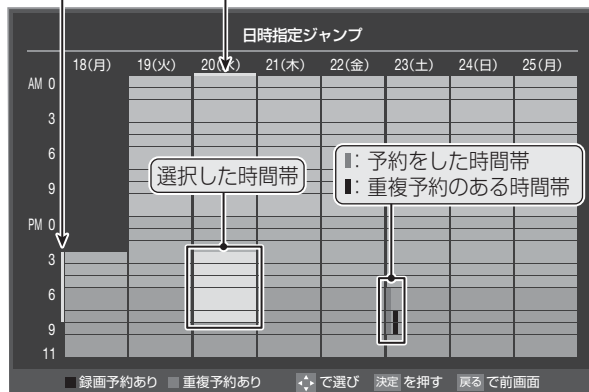 日時指定ジャンプ
18(月) 19(火) 20(水) 21(木) 22(金) 23(土) 24(日) 25(月)
AM 0
3
6
9
PM 0
3
6
9
11
選択した時間帯
：予約をした時間帯
：重複予約のある時間帯
録画予約あり 重複予約あり で選び 決定 を押す 戻る で前画面